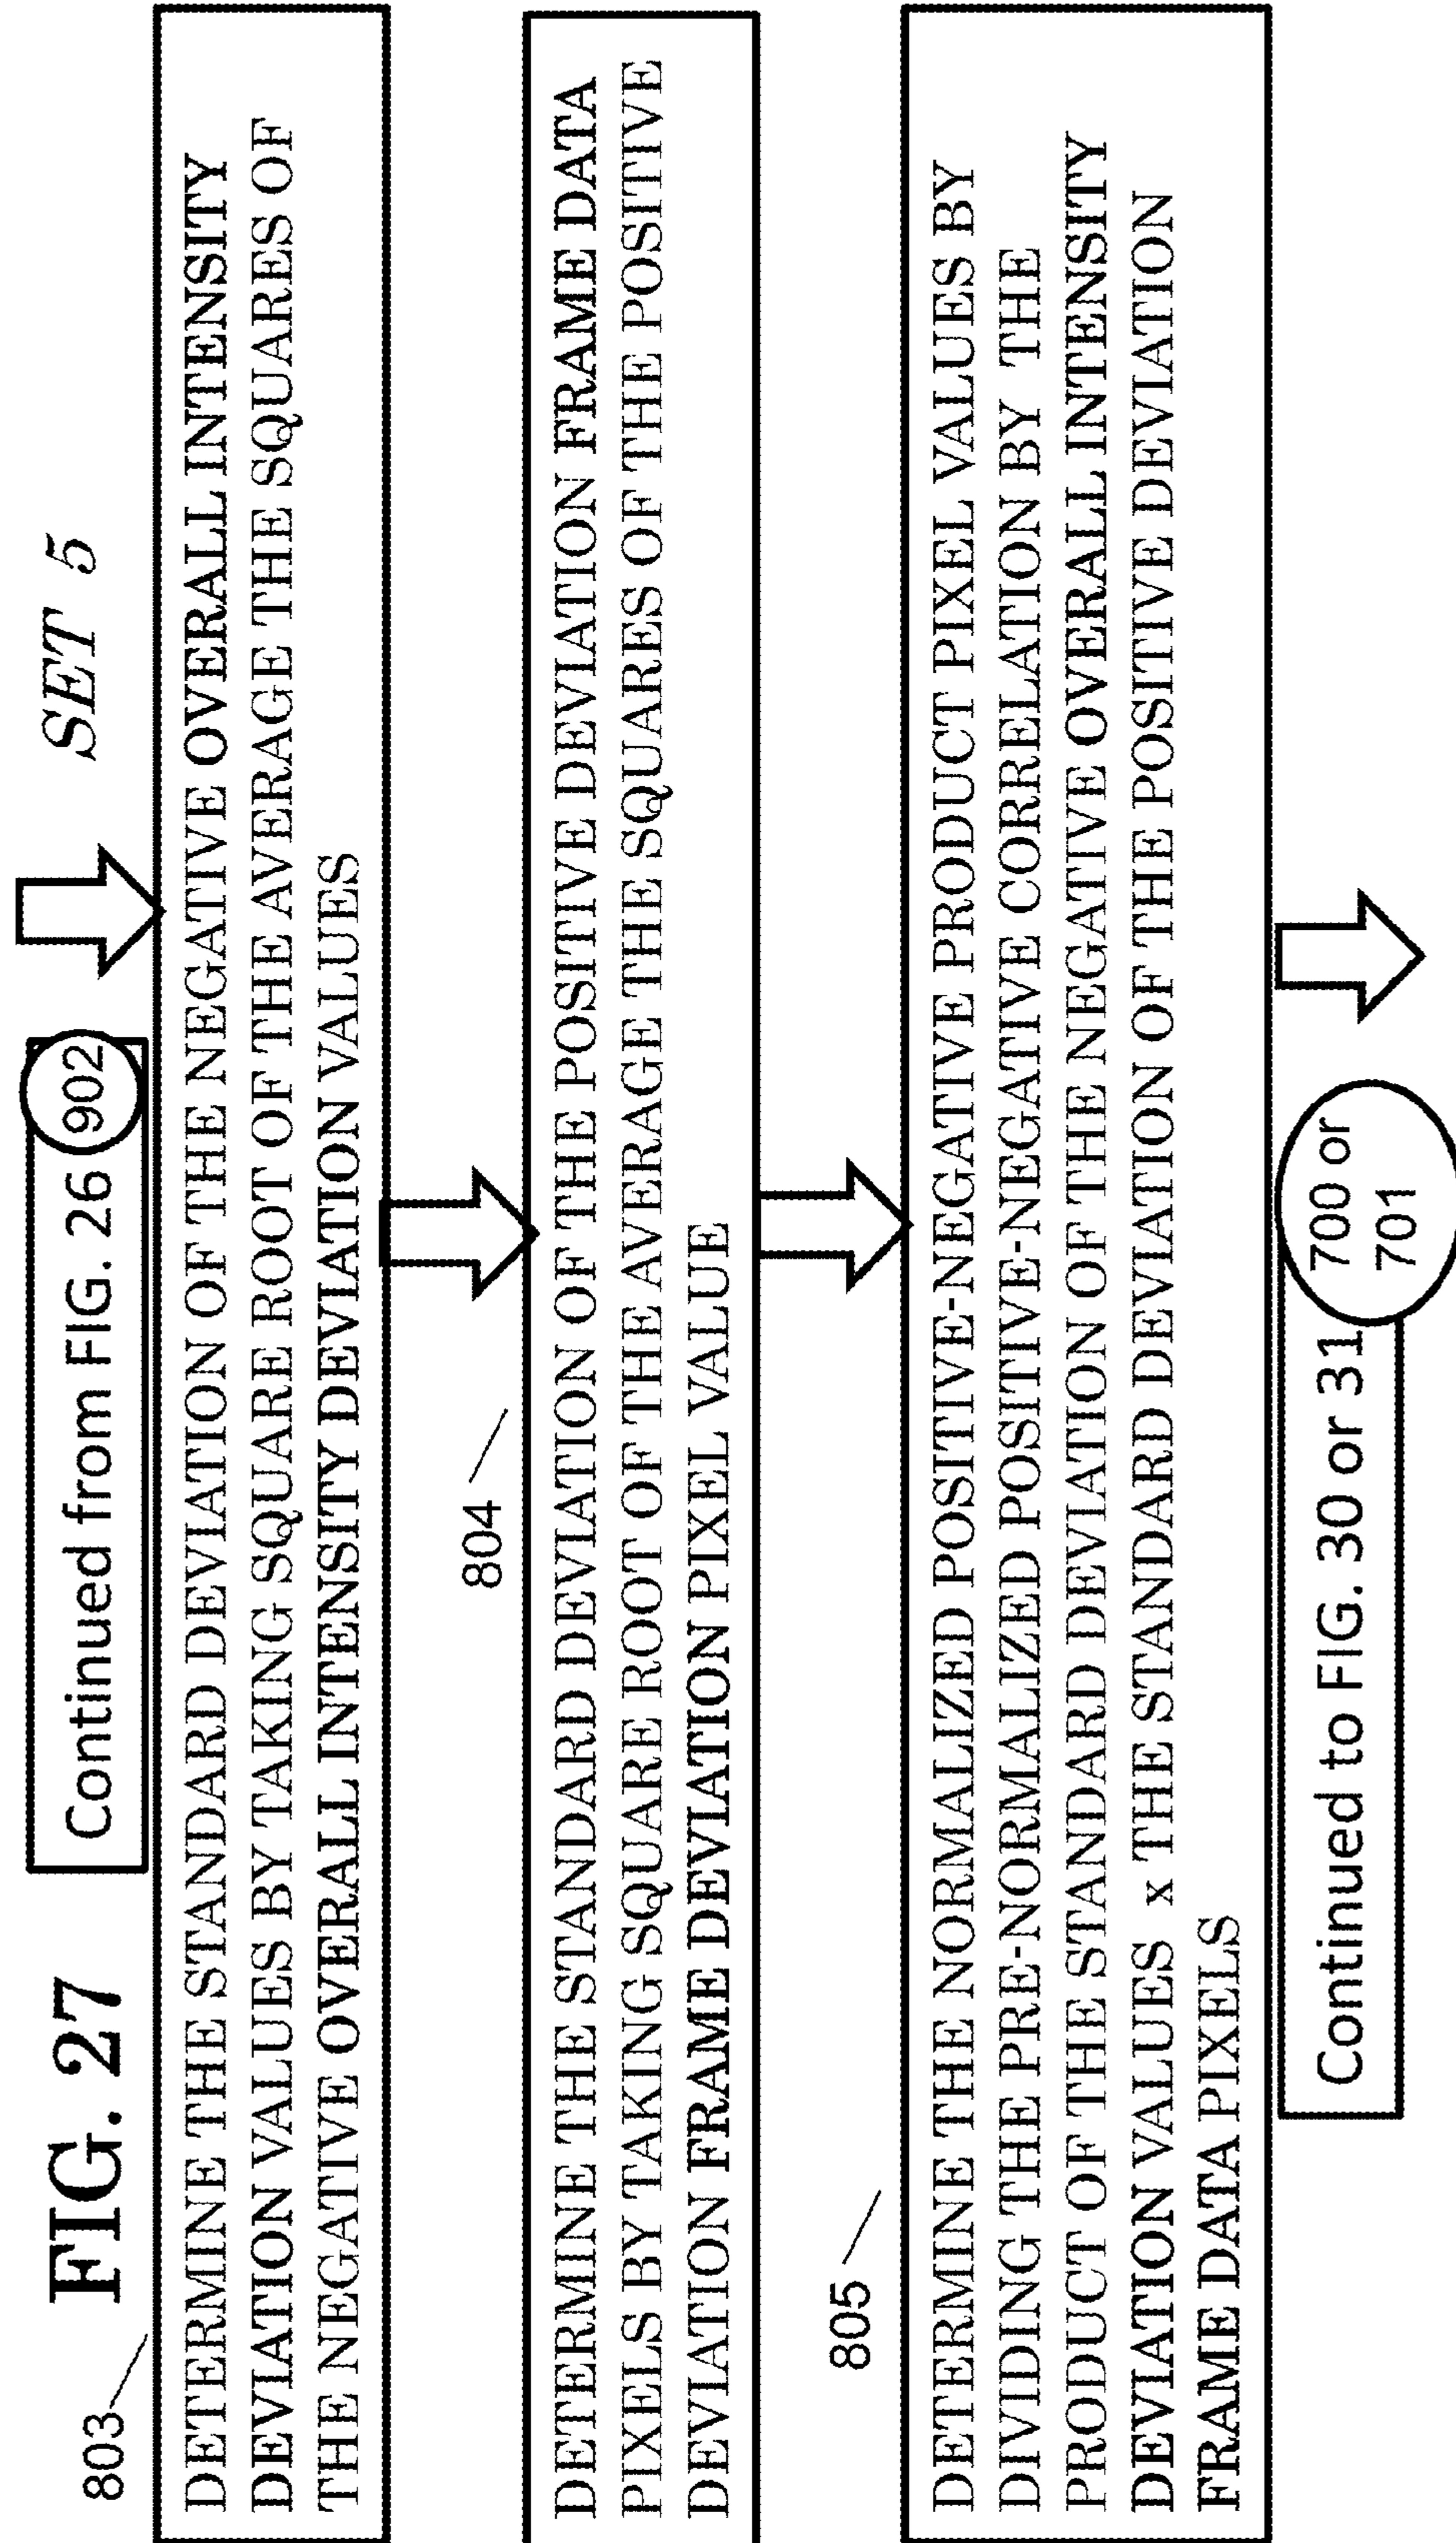 FIG. 27
Continued from FIG. 26 902
SET 5
803
DETERMINE THE STANDARD DEVIATION OF THE NEGATIVE OVERALL INTENSITY
DEVIATION VALUES BY TAKING SQUARE ROOT OF THE AVERAGE THE SQUARES OF
THE NEGATIVE OVERALL INTENSITY DEVIATION VALUES
804
DETERMINE THE STANDARD DEVIATION OF THE POSITIVE DEVIATION FRAME DATA
PIXELS BY TAKING SQUARE ROOT OF THE AVERAGE THE SQUARES OF THE POSITIVE
DEVIATION FRAME DEVIATION PIXEL VALUE
805
DETERMINE THE NORMALIZED POSITIVE-NEGATIVE PRODUCT PIXEL VALUES BY
DIVIDING THE PRE-NORMALIZED POSITIVE-NEGATIVE CORRELATION BY THE
PRODUCT OF THE STANDARD DEVIATION OF THE NEGATIVE OVERALL INTENSITY
DEVIATION VALUES x THE STANDARD DEVIATION OF THE POSITIVE DEVIATION
FRAME DATA PIXELS
Continued to FIG. 30 or 31
700 or
701